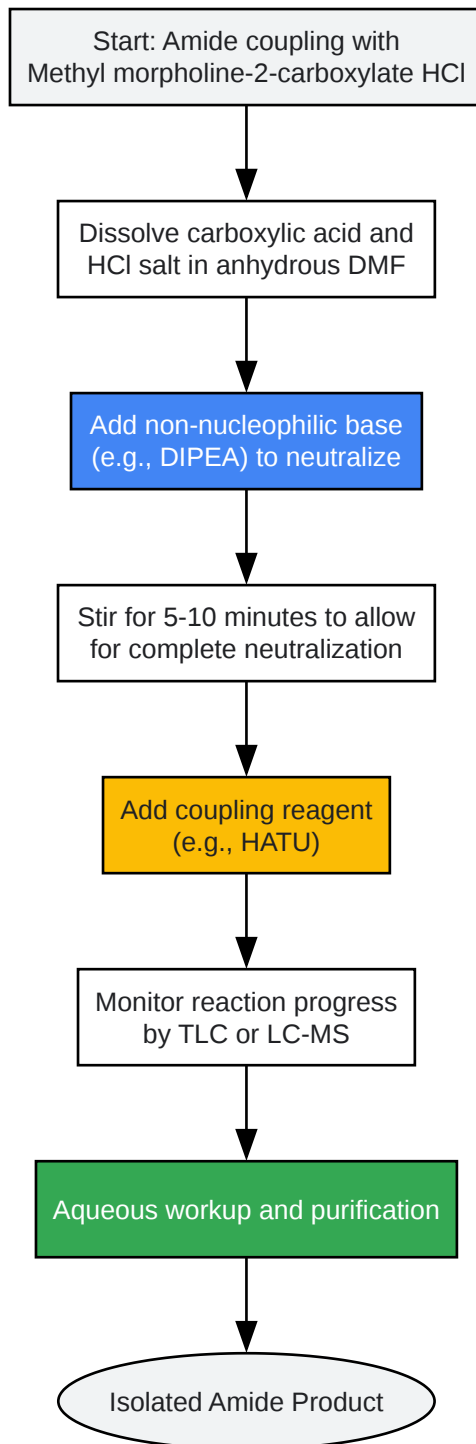 Start: Amide coupling with
Methyl morpholine-2-carboxylate HCl
Dissolve carboxylic acid and
HCl salt in anhydrous DMF
Add non-nucleophilic base
(e.g., DIPEA) to neutralize
Stir for 5-10 minutes to allow
for complete neutralization
Add coupling reagent
(e.g., HATU)
Monitor reaction progress
by TLC or LC-MS
Aqueous workup and purification
Isolated Amide Product